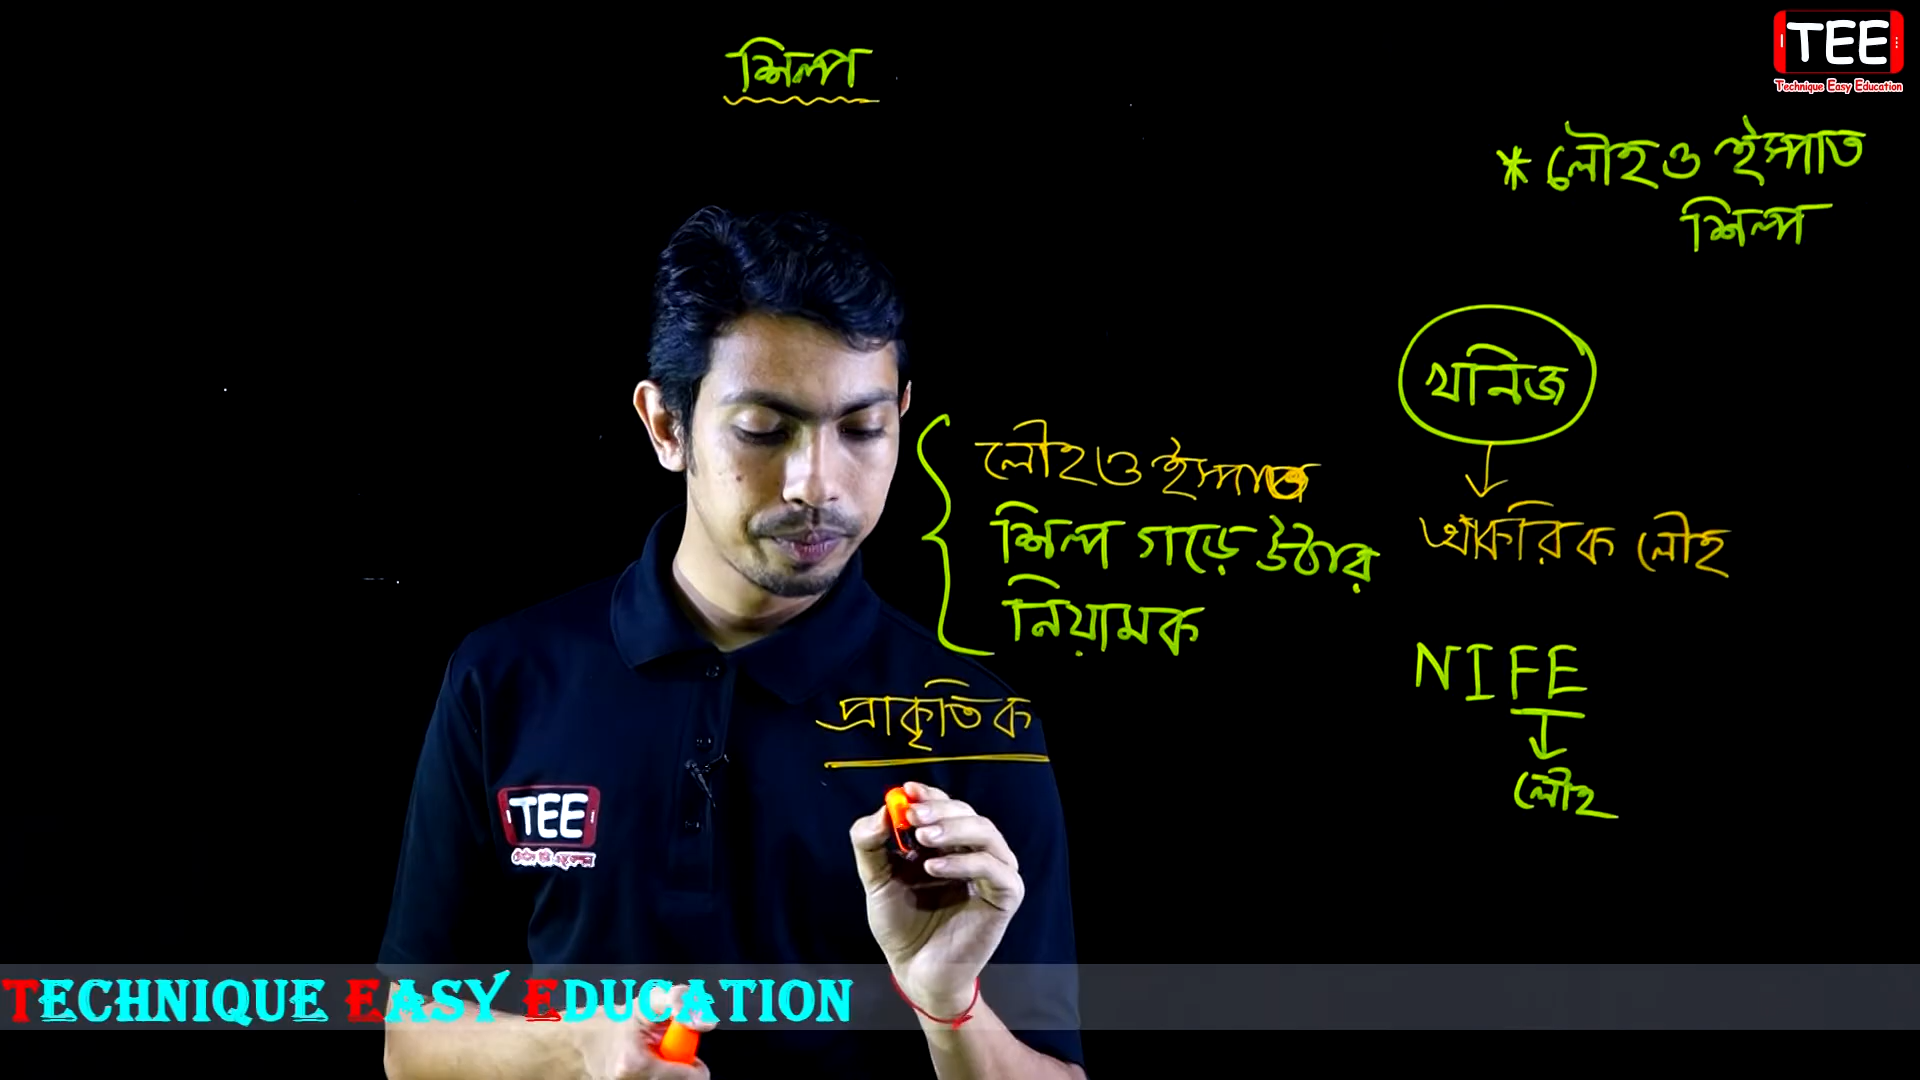 শিল্প
TEE
Technique Easy Education
* লৌহ ও ইস্পাত
শিল্প
খনিজ
লৌহ ও ইস্পাত
শিল্প গড়ে উঠার
নিয়ামক
আকরিক লৌহ
NIFE
লৌহ
প্রাকৃতিক
TEE
TECHNIQUE EASY EDUCATION